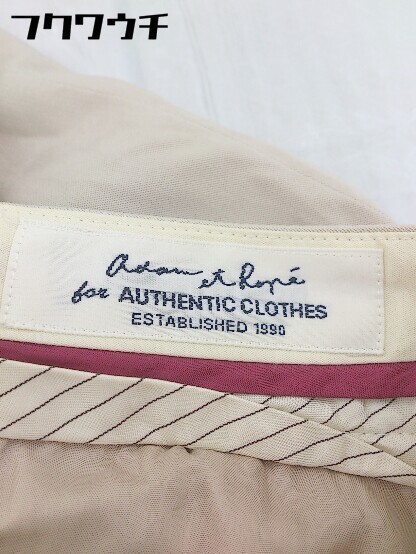 フクワウチ
Adam et Ropé
for AUTHENTIC CLOTHES
ESTABLISHED 1990